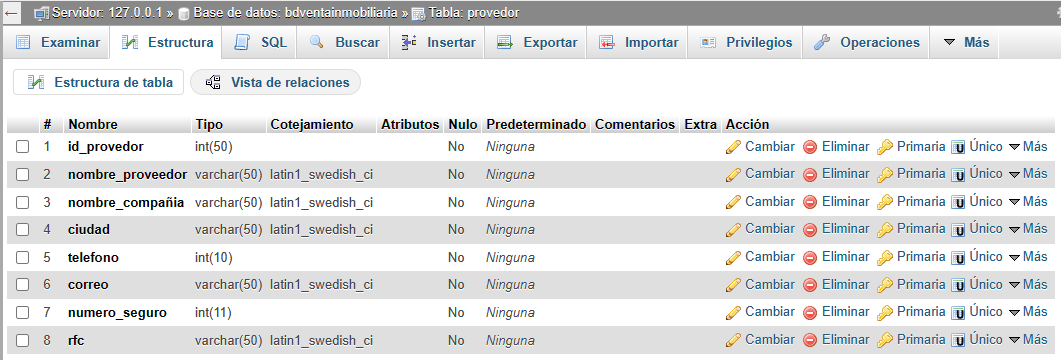 Servidor: 127.0.0.1 » Base de datos: bdventainmobiliaria » Tabla: provedor
Examinar Estructura SQL Buscar Insertar Exportar Importar Privilegios Operaciones Más
Estructura de tabla Vista de relaciones
# Nombre Tipo Cotejamiento Atributos Nulo Predeterminado Comentarios Extra Acción
1 id_provedor int(50) No Ninguna Cambiar Eliminar Primaria Único Más
2 nombre_proveedor varchar(50) latin1_swedish_ci No Ninguna Cambiar Eliminar Primaria Único Más
3 nombre_compañia varchar(50) latin1_swedish_ci No Ninguna Cambiar Eliminar Primaria Único Más
4 ciudad varchar(50) latin1_swedish_ci No Ninguna Cambiar Eliminar Primaria Único Más
5 telefono int(10) No Ninguna Cambiar Eliminar Primaria Único Más
6 correo varchar(50) latin1_swedish_ci No Ninguna Cambiar Eliminar Primaria Único Más
7 numero_seguro int(11) No Ninguna Cambiar Eliminar Primaria Único Más
8 rfc varchar(50) latin1_swedish_ci No Ninguna Cambiar Eliminar Primaria Único Más